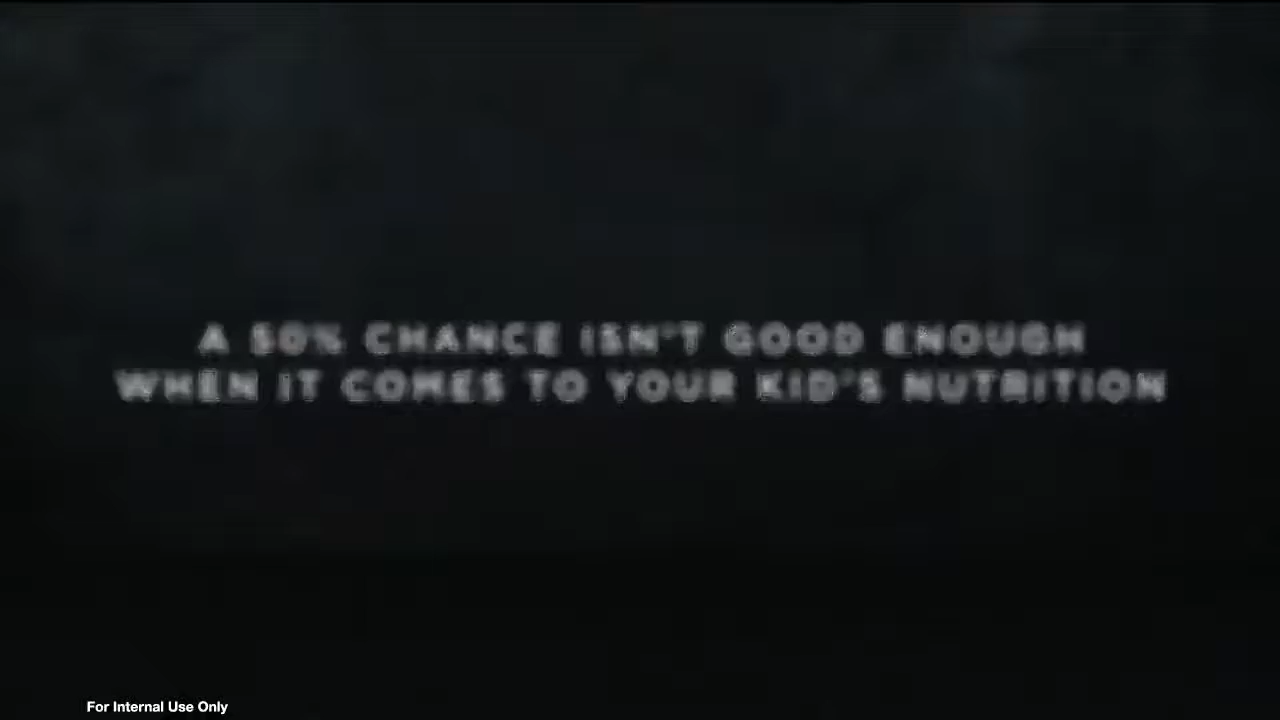 A 50% CHANCE ISN'T GOOD ENOUGH
WHEN IT COMES TO YOUR KID'S NUTRITION
For Internal Use Only